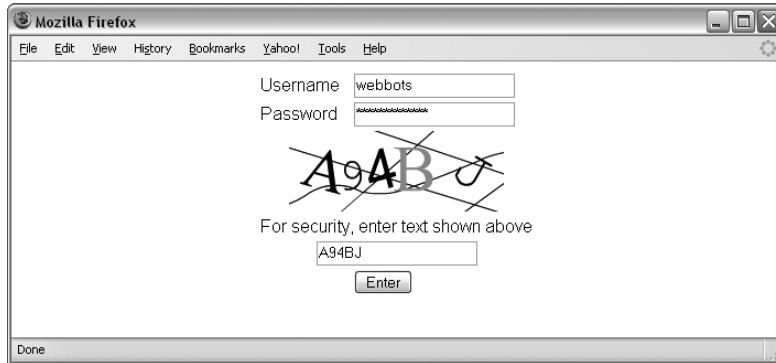 Mozilla Firefox
File Edit View History Bookmarks Yahoo! Tools Help
Username webbots
Password **************
A94BJ
For security, enter text shown above
A94BJ
Enter
Done